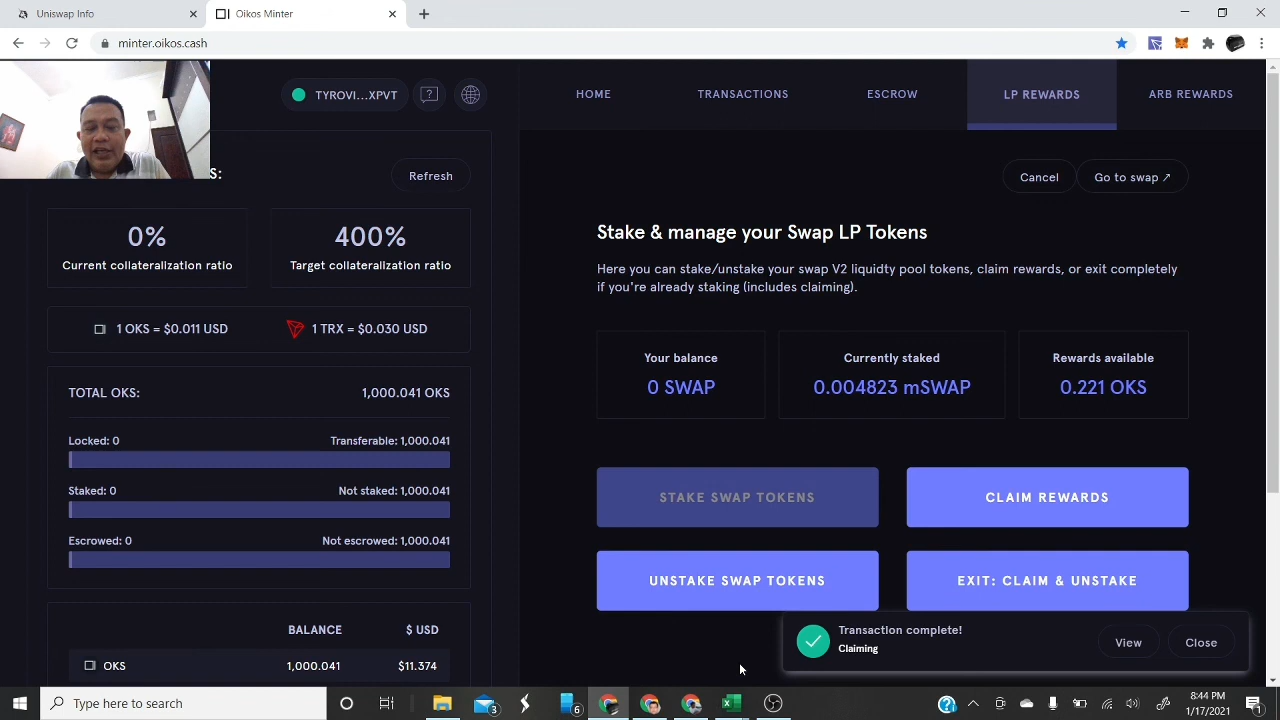 Uniswap Info
Oikos Minter
minter.oikos.cash
TYROVI...XPVT
HOME
TRANSACTIONS
ESCROW
LP REWARDS
ARB REWARDS
S:
Refresh
0%
Current collateralization ratio
400%
Target collateralization ratio
1 OKS = $0.011 USD
1 TRX = $0.030 USD
TOTAL OKS:
1,000.041 OKS
Locked: 0
Transferable: 1,000.041
Staked: 0
Not staked: 1,000.041
Escrowed: 0
Not escrowed: 1,000.041
BALANCE
$ USD
OKS
1,000.041
$11.374
Cancel
Go to swap ↗
Stake & manage your Swap LP Tokens
Here you can stake/unstake your swap V2 liquidty pool tokens, claim rewards, or exit completely
if you're already staking (includes claiming).
Your balance
0 SWAP
Currently staked
0.004823 mSWAP
Rewards available
0.221 OKS
STAKE SWAP TOKENS
CLAIM REWARDS
UNSTAKE SWAP TOKENS
EXIT: CLAIM & UNSTAKE
Transaction complete!
Claiming
View
Close
Type here to search
3
6
8:44 PM
1/17/2021
1